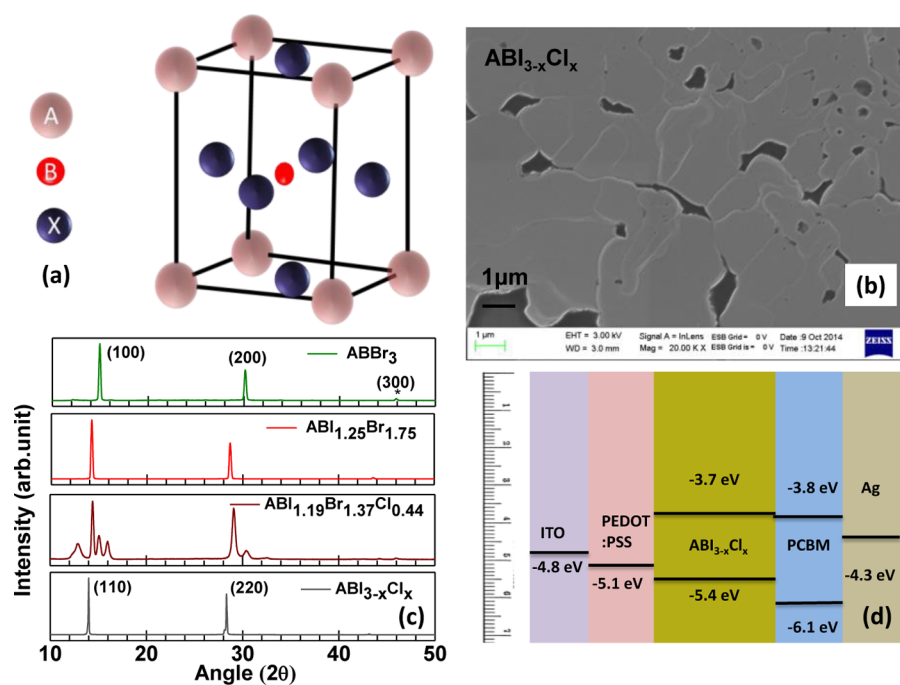 A
B
X
(a)
ABI3-xClx
1μm
(b)
1 μm
EHT = 3.00 kV
WD = 3.0 mm
Signal A = InLens
Mag = 20.00 K X
ESB Grid = 0 V
ESB Grid is = 0 V
Date :9 Oct 2014
Time :13:21:44
ZEISS
Intensity (arb.unit)
(100)
(200)
(300)
*
ABBr3
ABI1.25Br1.75
ABI1.19Br1.37Cl0.44
(110)
(220)
ABI3-xClx
(c)
10 20 30 40 50
Angle (2θ)
ITO
-4.8 eV
PEDOT
:PSS
-5.1 eV
-3.7 eV
ABI3-xClx
-5.4 eV
-3.8 eV
PCBM
-6.1 eV
Ag
-4.3 eV
(d)